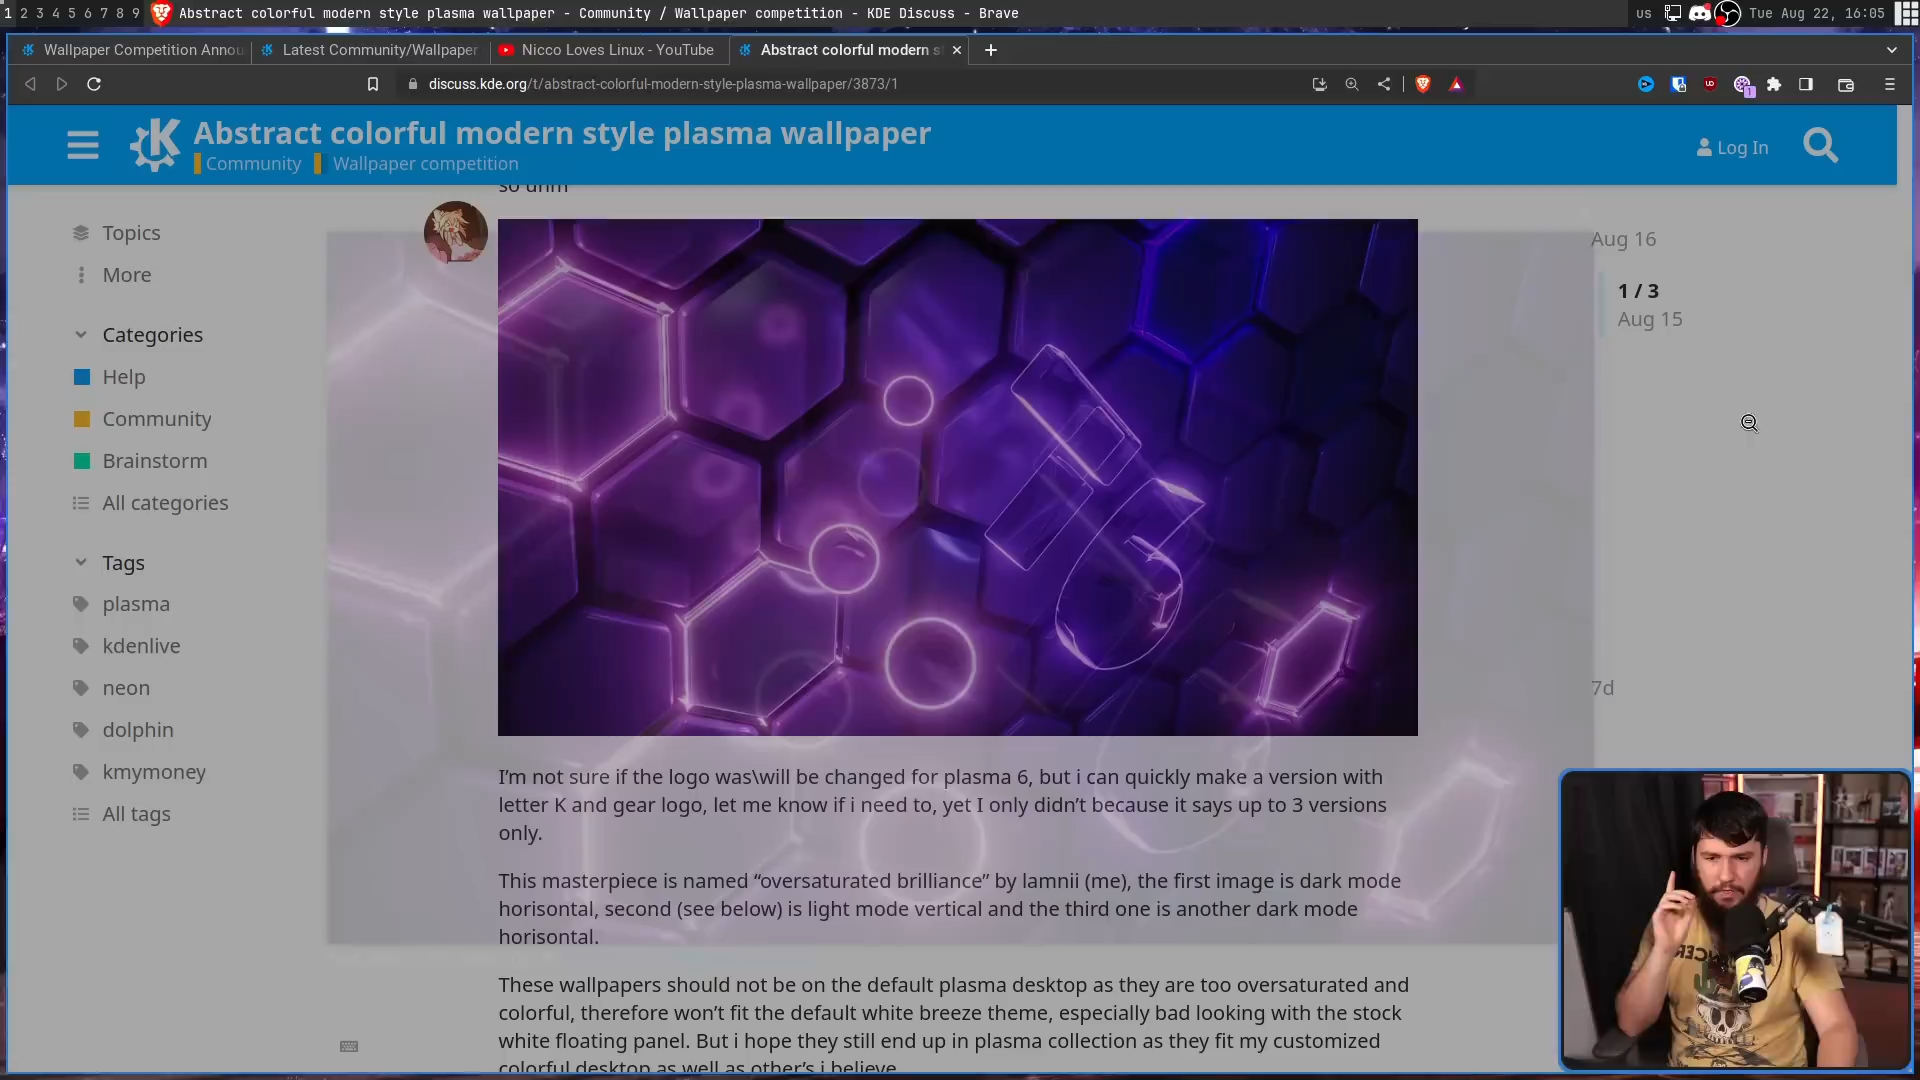 1 2 3 4 5 6 7 8 9 Abstract colorful modern style plasma wallpaper - Community / Wallpaper competition - KDE Discuss - Brave us Tue Aug 22, 16:05
Wallpaper Competition Annou Latest Community/Wallpaper Nicco Loves Linux - YouTube Abstract colorful modern s
discuss.kde.org/t/abstract-colorful-modern-style-plasma-wallpaper/3873/1
Abstract colorful modern style plasma wallpaper
Community Wallpaper competition
Log In
so uhm
Topics
More
Categories
Help
Community
Brainstorm
All categories
Tags
plasma
kdenlive
neon
dolphin
kmymoney
All tags
Aug 16
1 / 3
Aug 15
7d
I'm not sure if the logo was\will be changed for plasma 6, but i can quickly make a version with
letter K and gear logo, let me know if i need to, yet I only didn't because it says up to 3 versions
only.
This masterpiece is named “oversaturated brilliance” by lamnii (me), the first image is dark mode
horisontal, second (see below) is light mode vertical and the third one is another dark mode
horisontal.
These wallpapers should not be on the default plasma desktop as they are too oversaturated and
colorful, therefore won't fit the default white breeze theme, especially bad looking with the stock
white floating panel. But i hope they still end up in plasma collection as they fit my customized
colorful desktop as well as other's i believe.